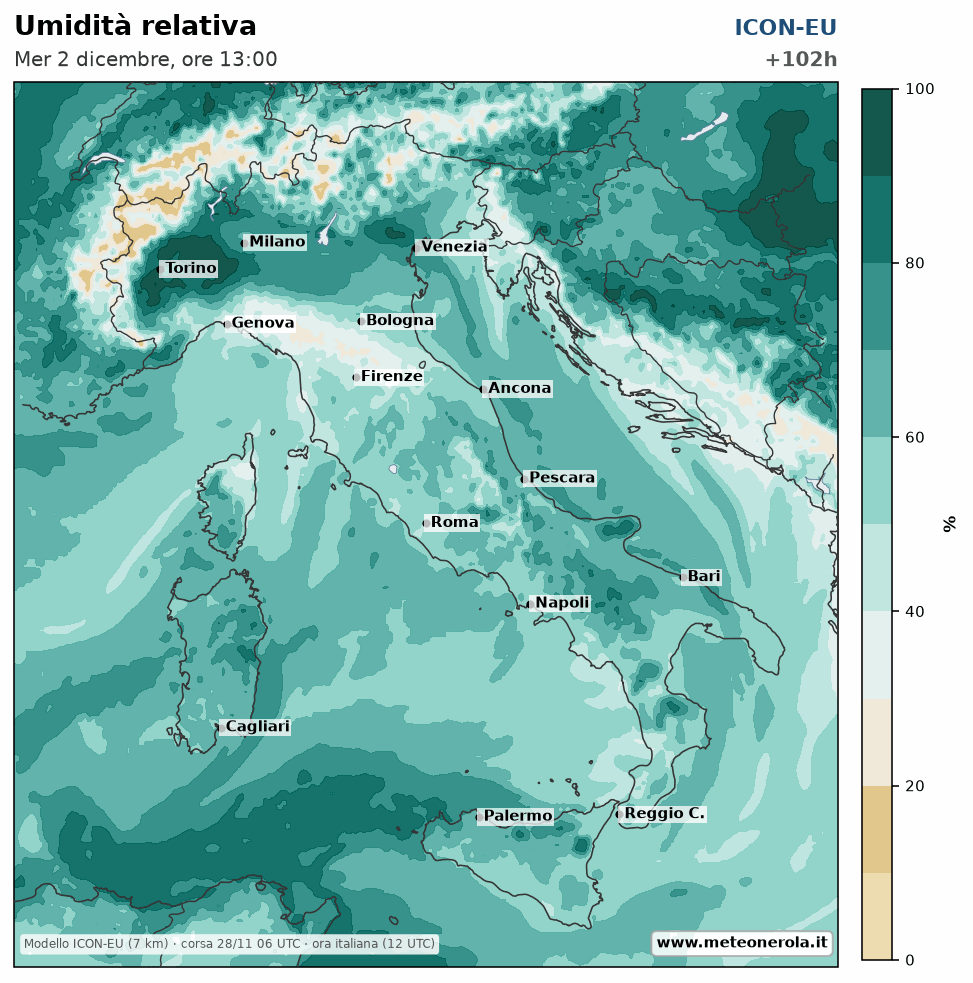 Umidità relativa
ICON-EU
Mer 2 dicembre, ore 13:00
+102h
100
80
60
40
20
0
%
Milano
Venezia
Torino
Genova
Bologna
Firenze
Ancona
Pescara
Roma
Bari
Napoli
Cagliari
Palermo
Reggio C.
Modello ICON-EU (7 km) · corsa 28/11 06 UTC · ora italiana (12 UTC)
www.meteonerola.it